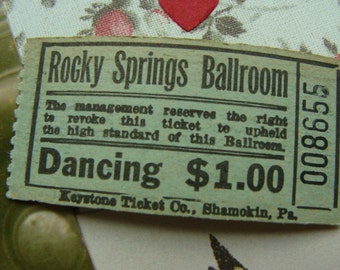 Rocky Springs Ballroom
The management reserves the right
to revoke this ticket to upheld
the high standard of this Ballroom.
Dancing $1.00
Keystone Ticket Co., Shamokin, Pa.
008655